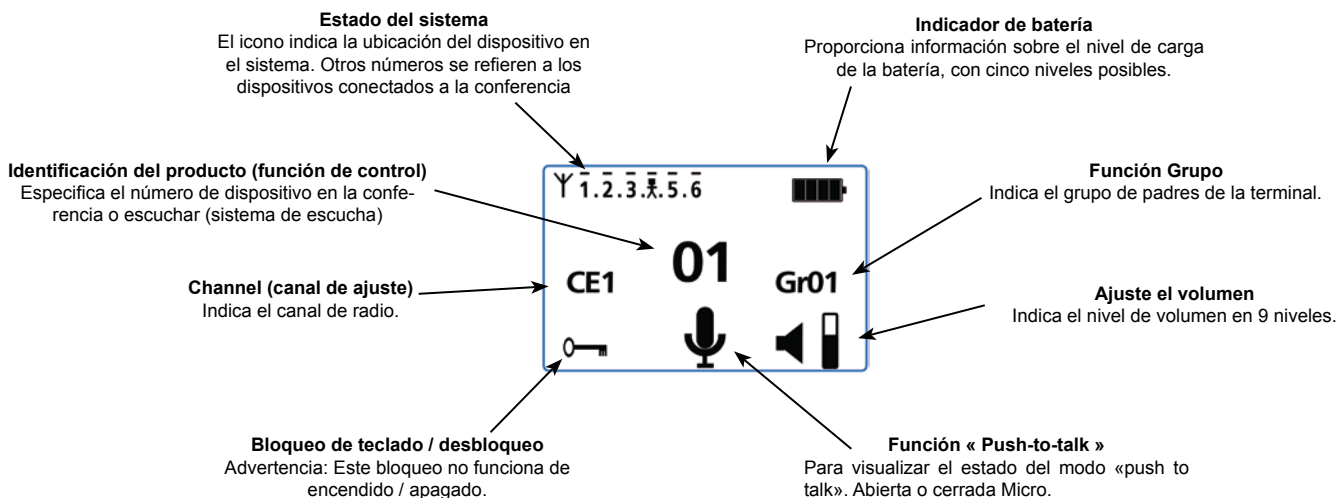 Estado del sistema
El icono indica la ubicación del dispositivo en
el sistema. Otros números se refieren a los
dispositivos conectados a la conferencia
Indicador de batería
Proporciona información sobre el nivel de carga
de la batería, con cinco niveles posibles.
Identificación del producto (función de control)
Especifica el número de dispositivo en la confe-
rencia o escuchar (sistema de escucha)
Función Grupo
Indica el grupo de padres de la terminal.
1.2.3. .5.6
01
CE1
Gr01
Channel (canal de ajuste)
Indica el canal de radio.
Ajuste el volumen
Indica el nivel de volumen en 9 niveles.
Bloqueo de teclado / desbloqueo
Advertencia: Este bloqueo no funciona de
encendido / apagado.
Función « Push-to-talk »
Para visualizar el estado del modo «push to
talk». Abierta o cerrada Micro.